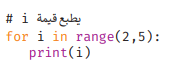 # i يطبع قيمة
for i in range(2,5):
    print(i)